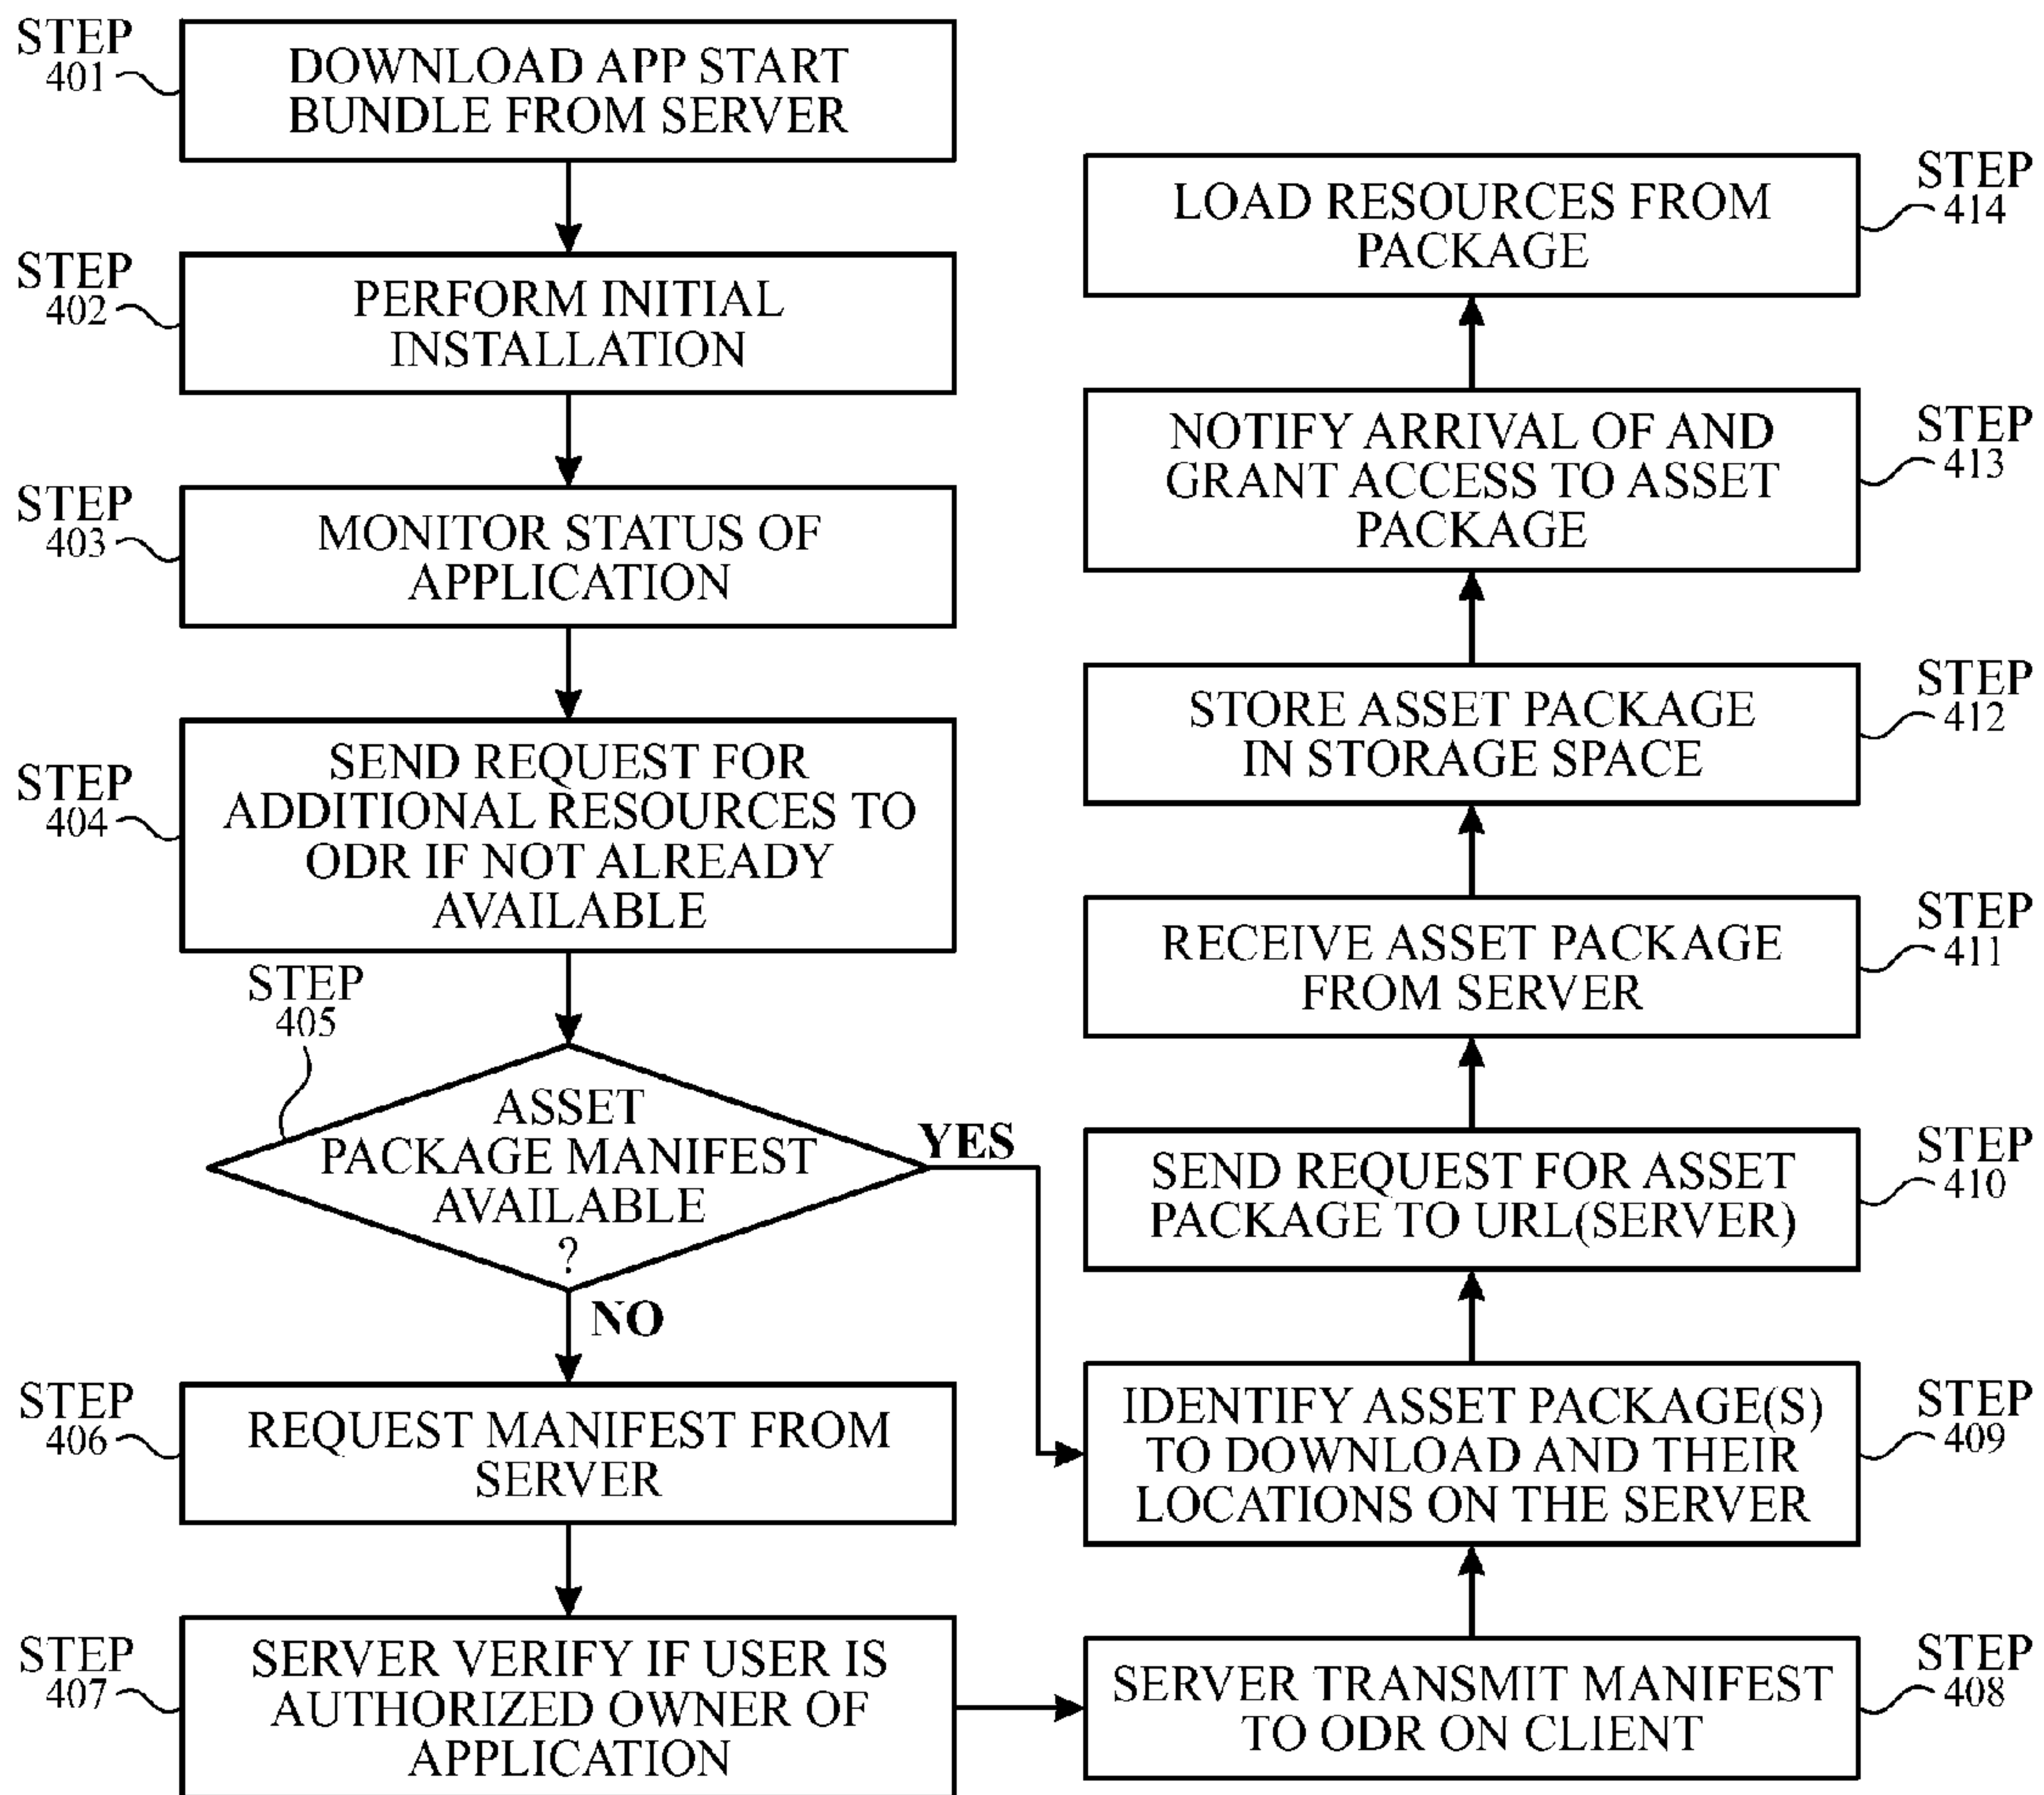 STEP
401
DOWNLOAD APP START
BUNDLE FROM SERVER
STEP
402
PERFORM INITIAL
INSTALLATION
STEP
403
MONITOR STATUS OF
APPLICATION
STEP
404
SEND REQUEST FOR
ADDITIONAL RESOURCES TO
ODR IF NOT ALREADY
AVAILABLE
STEP
405
ASSET
PACKAGE MANIFEST
AVAILABLE
?
YES
NO
STEP
406
REQUEST MANIFEST FROM
SERVER
STEP
407
SERVER VERIFY IF USER IS
AUTHORIZED OWNER OF
APPLICATION
SERVER TRANSMIT MANIFEST
TO ODR ON CLIENT
STEP
408
IDENTIFY ASSET PACKAGE(S)
TO DOWNLOAD AND THEIR
LOCATIONS ON THE SERVER
STEP
409
SEND REQUEST FOR ASSET
PACKAGE TO URL(SERVER)
STEP
410
RECEIVE ASSET PACKAGE
FROM SERVER
STEP
411
STORE ASSET PACKAGE
IN STORAGE SPACE
STEP
412
NOTIFY ARRIVAL OF AND
GRANT ACCESS TO ASSET
PACKAGE
STEP
413
LOAD RESOURCES FROM
PACKAGE
STEP
414